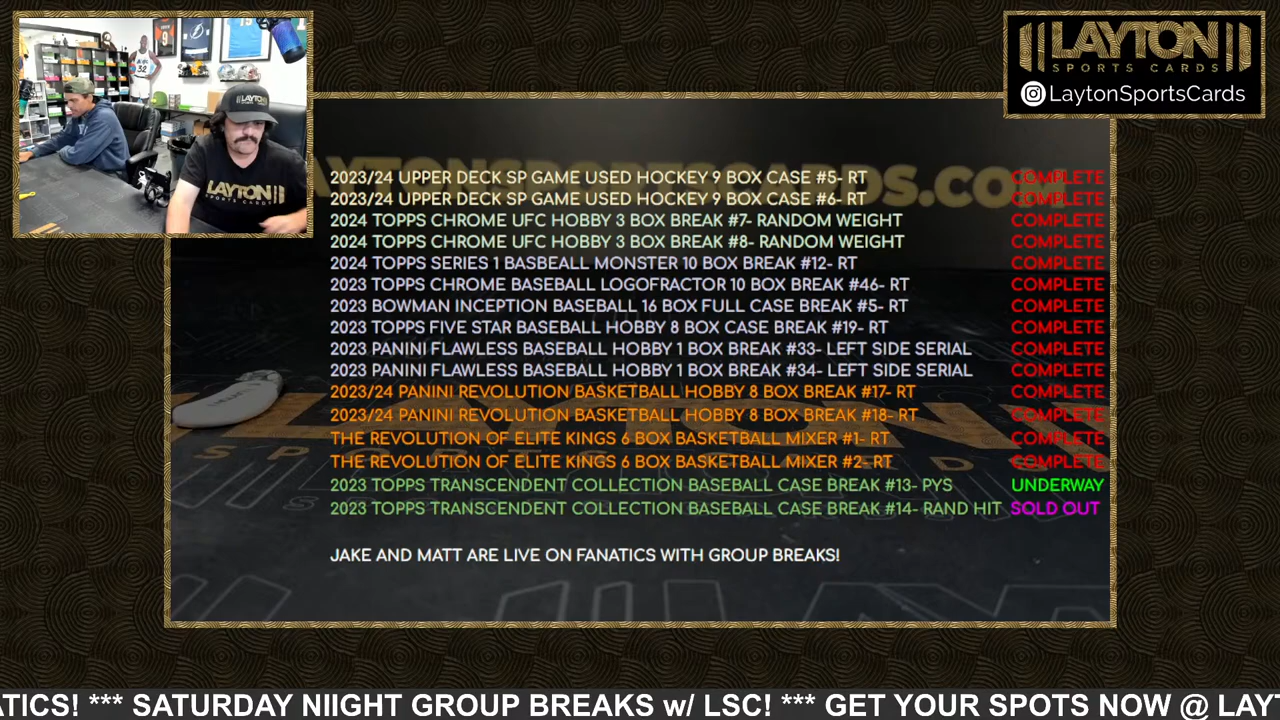 LAYTON
SPORTS CARDS
LaytonSportsCards
LAYTONSPORTSCARDS.COM
2023/24 UPPER DECK SP GAME USED HOCKEY 9 BOX CASE #5- RT COMPLETE
2023/24 UPPER DECK SP GAME USED HOCKEY 9 BOX CASE #6- RT COMPLETE
2024 TOPPS CHROME UFC HOBBY 3 BOX BREAK #7- RANDOM WEIGHT COMPLETE
2024 TOPPS CHROME UFC HOBBY 3 BOX BREAK #8- RANDOM WEIGHT COMPLETE
2024 TOPPS SERIES 1 BASBEALL MONSTER 10 BOX BREAK #12- RT COMPLETE
2023 TOPPS CHROME BASEBALL LOGOFRACTOR 10 BOX BREAK #46- RT COMPLETE
2023 BOWMAN INCEPTION BASEBALL 16 BOX FULL CASE BREAK #5- RT COMPLETE
2023 TOPPS FIVE STAR BASEBALL HOBBY 8 BOX CASE BREAK #19- RT COMPLETE
2023 PANINI FLAWLESS BASEBALL HOBBY 1 BOX BREAK #33- LEFT SIDE SERIAL COMPLETE
2023 PANINI FLAWLESS BASEBALL HOBBY 1 BOX BREAK #34- LEFT SIDE SERIAL COMPLETE
2023/24 PANINI REVOLUTION BASKETBALL HOBBY 8 BOX BREAK #17- RT COMPLETE
2023/24 PANINI REVOLUTION BASKETBALL HOBBY 8 BOX BREAK #18- RT COMPLETE
THE REVOLUTION OF ELITE KINGS 6 BOX BASKETBALL MIXER #1- RT COMPLETE
THE REVOLUTION OF ELITE KINGS 6 BOX BASKETBALL MIXER #2- RT COMPLETE
2023 TOPPS TRANSCENDENT COLLECTION BASEBALL CASE BREAK #13- PYS UNDERWAY
2023 TOPPS TRANSCENDENT COLLECTION BASEBALL CASE BREAK #14- RAND HIT SOLD OUT
JAKE AND MATT ARE LIVE ON FANATICS WITH GROUP BREAKS!
LAYTON
SPORTS CARDS
LAYTON
LAYTON
9
32
ATICS! *** SATURDAY NIIGHT GROUP BREAKS w/ LSC! *** GET YOUR SPOTS NOW @ LAYT